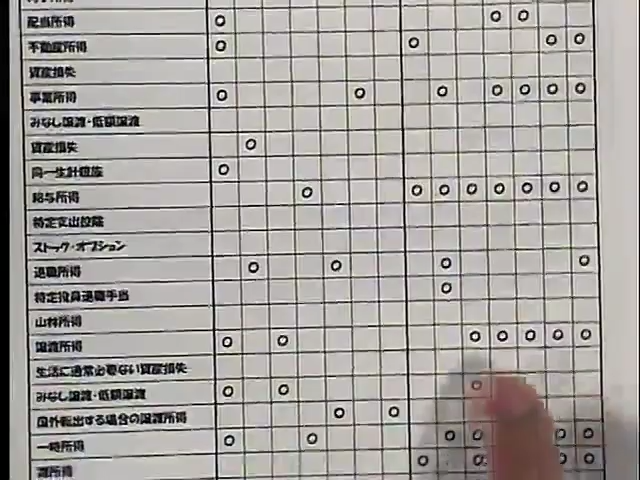 配当所得 ○ ○ ○
不動産所得 ○ ○ ○ ○
資産損失
事業所得 ○ ○ ○ ○ ○ ○ ○
みなし譲渡・低額譲渡
資産損失 ○
同一生計親族 ○
給与所得 ○ ○ ○ ○ ○ ○ ○ ○
特定支出控除
ストック・オプション
退職所得 ○ ○ ○ ○
特定役員退職手当 ○
山林所得
譲渡所得 ○ ○ ○ ○ ○ ○ ○
生活に通常必要ない資産損失
みなし譲渡・低額譲渡 ○ ○ ○
国外転出する場合の譲渡所得 ○ ○
一時所得 ○ ○ ○ ○ ○ ○
雑所得 ○ ○ ○ ○